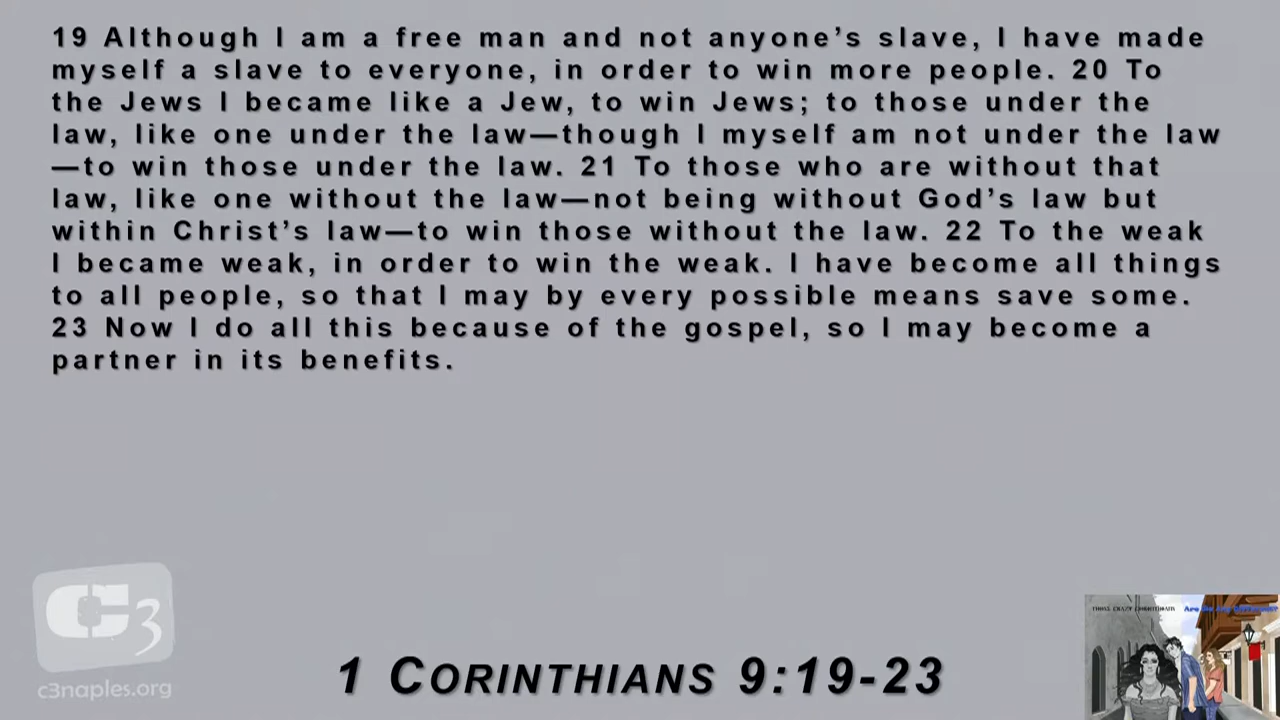 19 Although I am a free man and not anyone’s slave, I have made
myself a slave to everyone, in order to win more people. 20 To
the Jews I became like a Jew, to win Jews; to those under the
law, like one under the law—though I myself am not under the law
—to win those under the law. 21 To those who are without that
law, like one without the law—not being without God’s law but
within Christ’s law—to win those without the law. 22 To the weak
I became weak, in order to win the weak. I have become all things
to all people, so that I may by every possible means save some.
23 Now I do all this because of the gospel, so I may become a
partner in its benefits.
C3
c3naples.org
1 CORINTHIANS 9:19-23
THOSE CRAZY CORINTHIANS